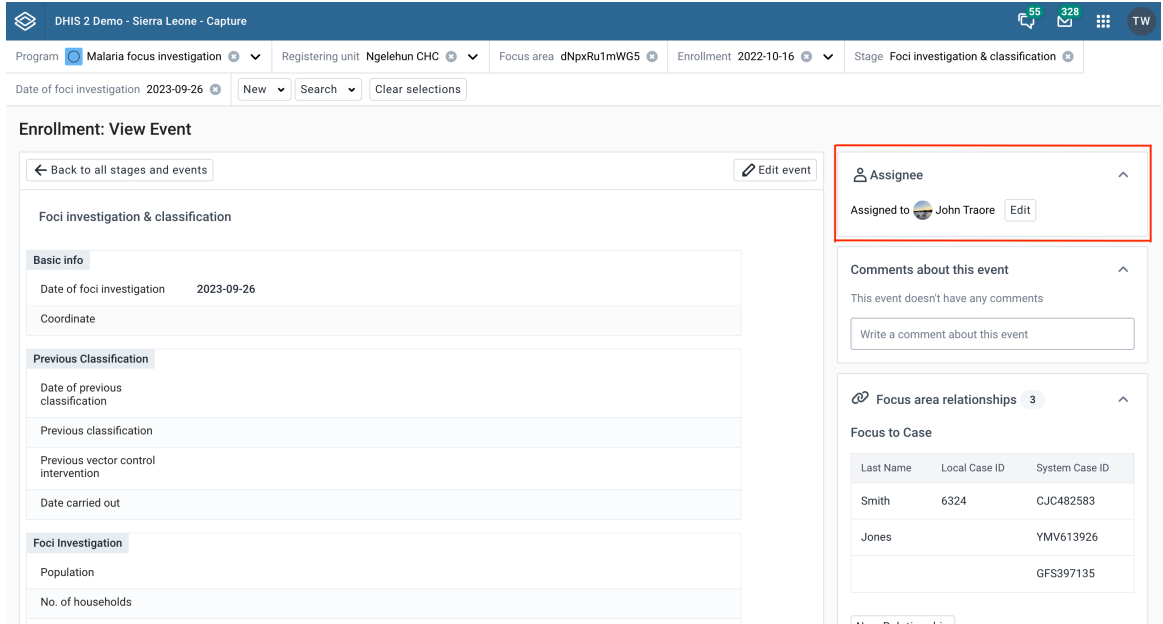 DHIS 2 Demo - Sierra Leone - Capture
55
328
TW
Program Malaria focus investigation
Registering unit Ngelehun CHC
Focus area dNpxRu1mWG5
Enrollment 2022-10-16
Stage Foci investigation & classification
Date of foci investigation 2023-09-26
New
Search
Clear selections
Enrollment: View Event
Back to all stages and events
Edit event
Foci investigation & classification
Basic info
Date of foci investigation 2023-09-26
Coordinate
Previous Classification
Date of previous
classification
Previous classification
Previous vector control
intervention
Date carried out
Foci Investigation
Population
No. of households
Assignee
Assigned to John Traore Edit
Comments about this event
This event doesn't have any comments
Write a comment about this event
Focus area relationships 3
Focus to Case
Last Name Local Case ID System Case ID
Smith 6324 CJC482583
Jones YMV613926
GFS397135